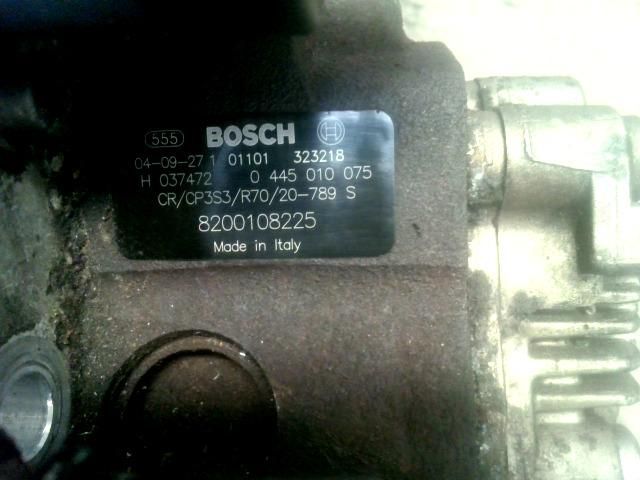 555 BOSCH
04-09-27 1 01101 323218
H 037472 0 445 010 075
CR/CP3S3/R70/20-789 S
8200108225
Made in Italy